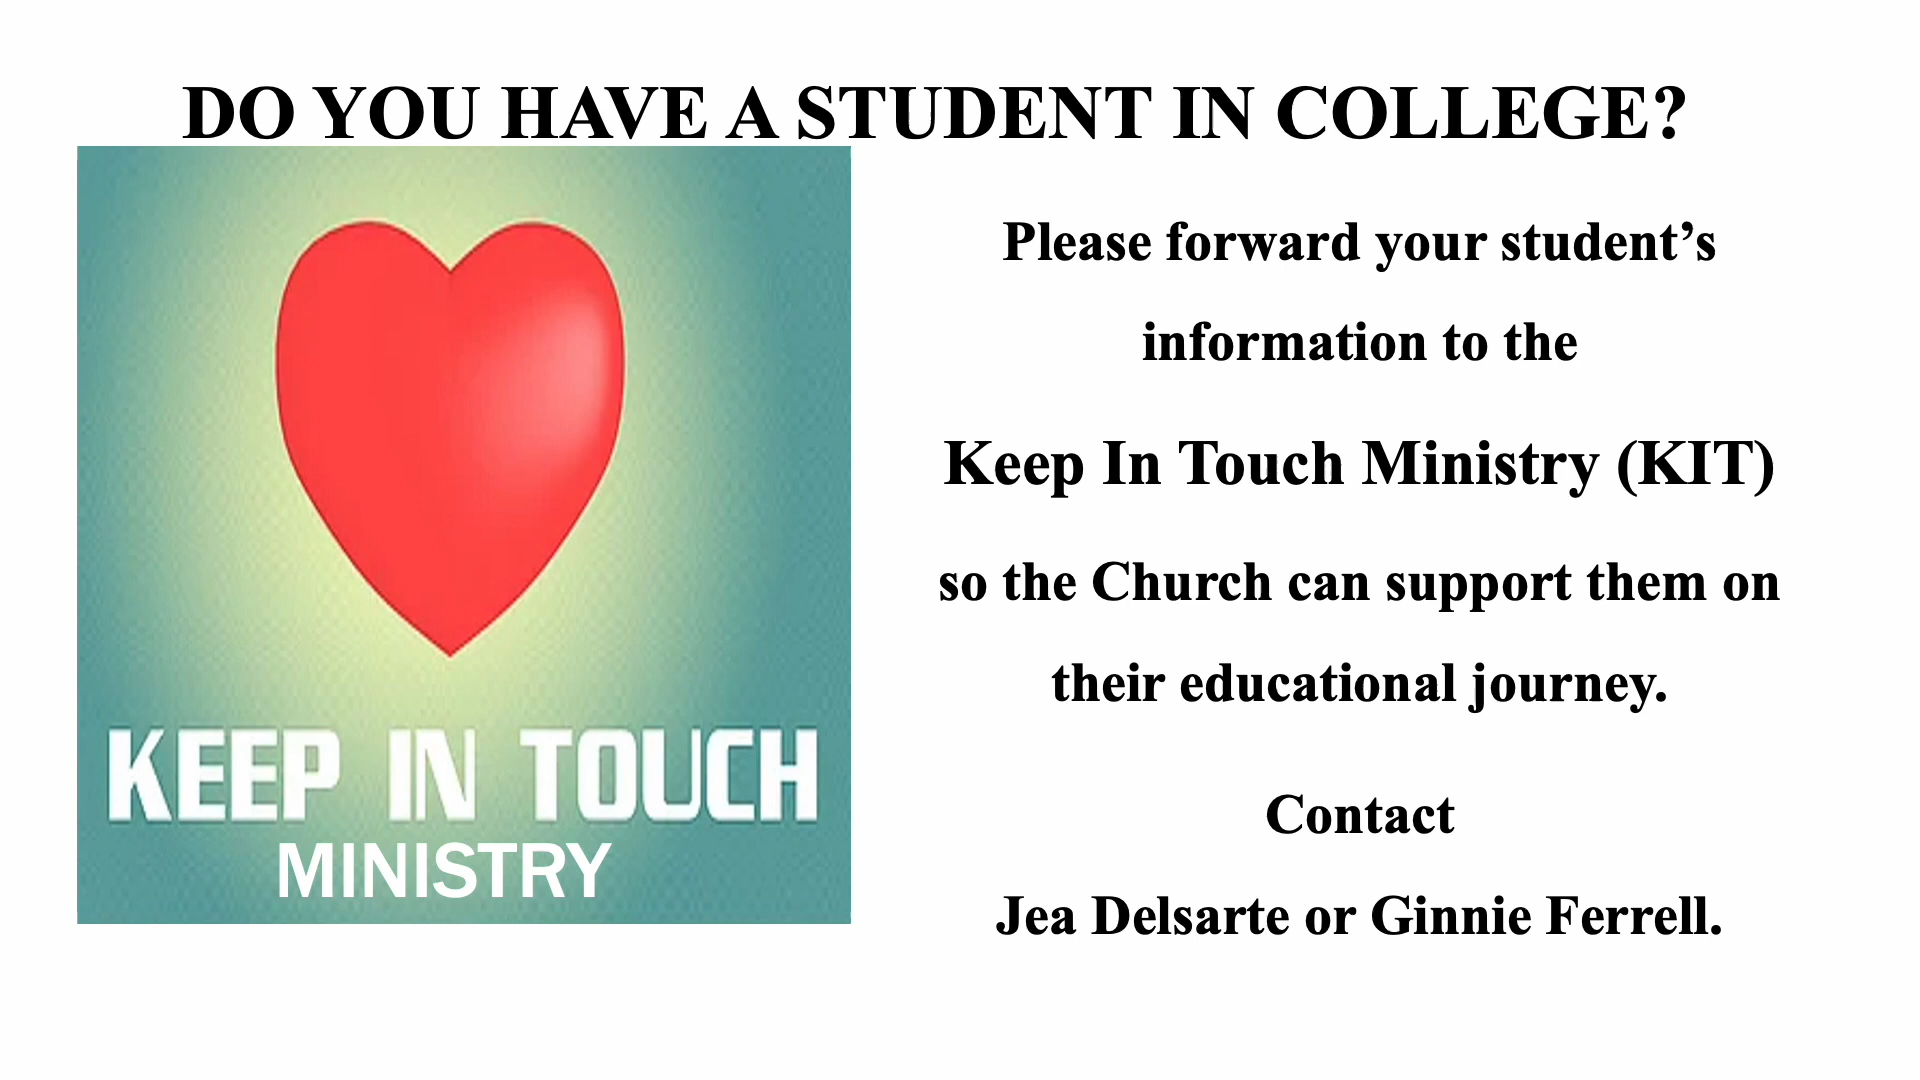 DO YOU HAVE A STUDENT IN COLLEGE?
KEEP IN TOUCH
MINISTRY
Please forward your student’s
information to the
Keep In Touch Ministry (KIT)
so the Church can support them on
their educational journey.
Contact
Jea Delsarte or Ginnie Ferrell.